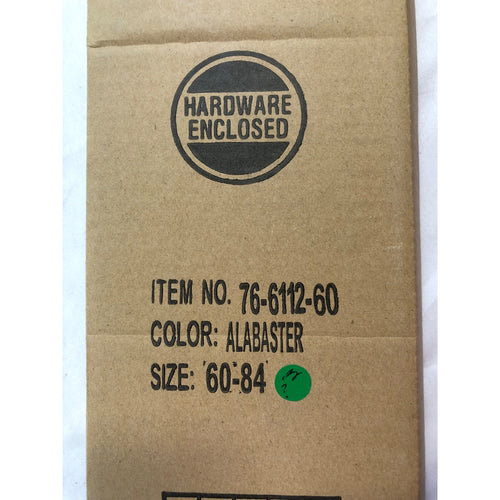 HARDWARE
ENCLOSED
ITEM NO. 76-6112-60
COLOR: ALABASTER
SIZE: 60-84